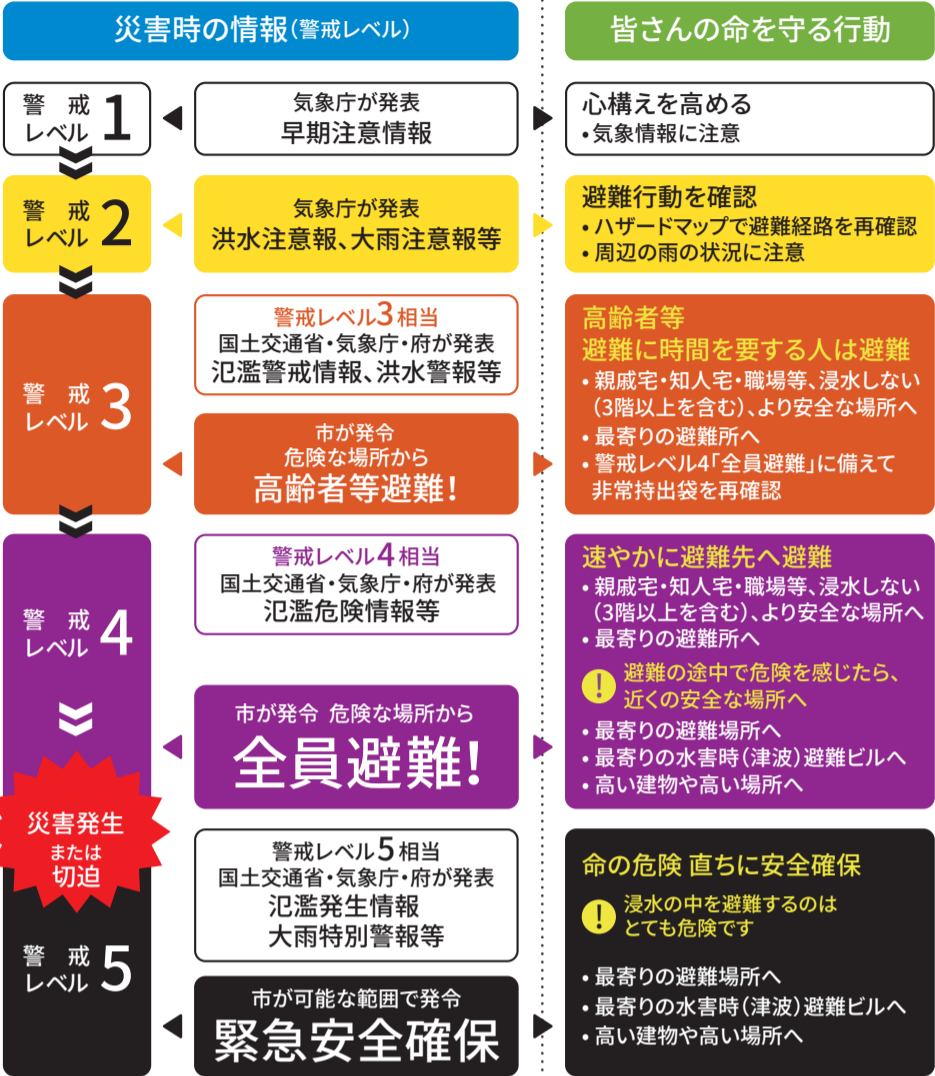 災害時の情報（警戒レベル）
皆さんの命を守る行動
警 戒
レベル 1
気象庁が発表
早期注意情報
心構えを高める
・気象情報に注意
警 戒
レベル 2
気象庁が発表
洪水注意報、大雨注意報等
避難行動を確認
・ハザードマップで避難経路を再確認
・周辺の雨の状況に注意
警 戒
レベル 3
警戒レベル3相当
国土交通省・気象庁・府が発表
氾濫警戒情報、洪水警報等
市が発令
危険な場所から
高齢者等避難！
高齢者等
避難に時間を要する人は避難
・親戚宅・知人宅・職場等、浸水しない
（3階以上を含む）、より安全な場所へ
・最寄りの避難所へ
・警戒レベル4「全員避難」に備えて
非常持出袋を再確認
警 戒
レベル 4
警戒レベル4相当
国土交通省・気象庁・府が発表
氾濫危険情報等
市が発令 危険な場所から
全員避難！
速やかに避難先へ避難
・親戚宅・知人宅・職場等、浸水しない
（3階以上を含む）、より安全な場所へ
・最寄りの避難所へ
！ 避難の途中で危険を感じたら、
近くの安全な場所へ
・最寄りの避難場所へ
・最寄りの水害時（津波）避難ビルへ
・高い建物や高い場所へ
災害発生
または
切迫
警 戒
レベル 5
警戒レベル5相当
国土交通省・気象庁・府が発表
氾濫発生情報
大雨特別警報等
市が可能な範囲で発令
緊急安全確保
命の危険 直ちに安全確保
！ 浸水の中を避難するのは
とても危険です
・最寄りの避難場所へ
・最寄りの水害時（津波）避難ビルへ
・高い建物や高い場所へ